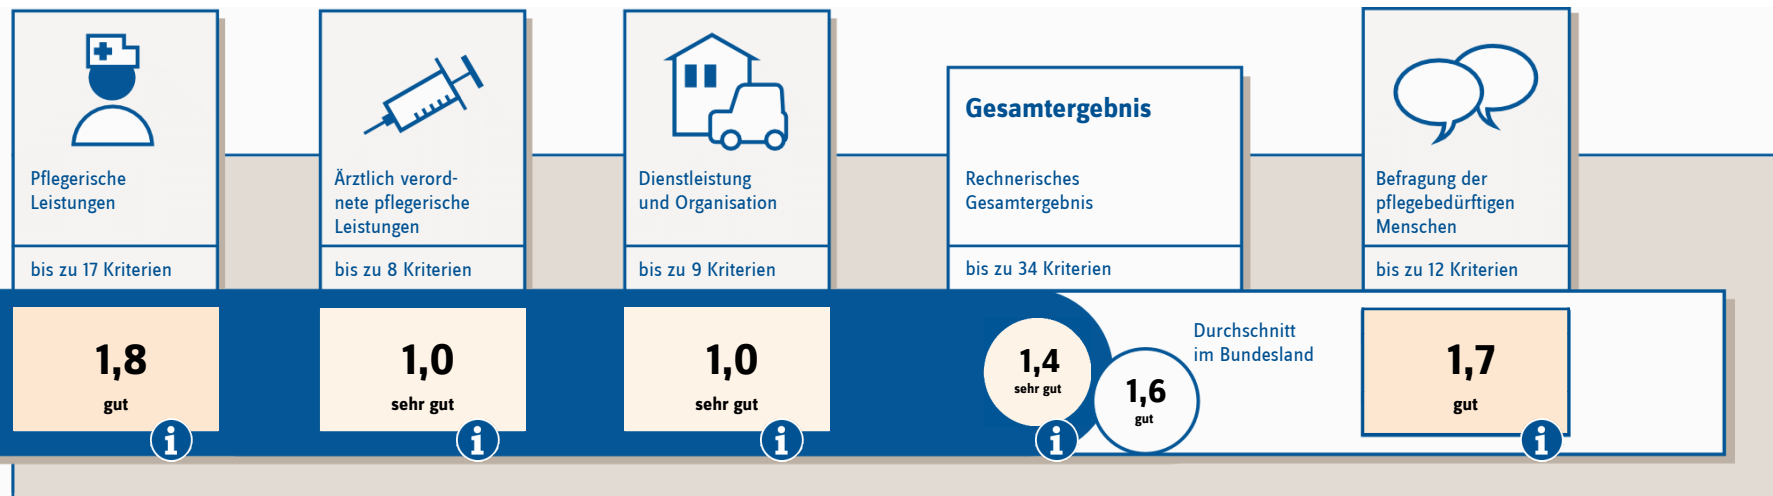 Pflegerische
Leistungen
bis zu 17 Kriterien
1,8
gut
i
Ärztlich verord-
nete pflegerische
Leistungen
bis zu 8 Kriterien
1,0
sehr gut
i
Dienstleistung
und Organisation
bis zu 9 Kriterien
1,0
sehr gut
i
Gesamtergebnis
Rechnerisches
Gesamtergebnis
bis zu 34 Kriterien
1,4
sehr gut
i
1,6
gut
Durchschnitt
im Bundesland
Befragung der
pflegebedürftigen
Menschen
bis zu 12 Kriterien
1,7
gut
i